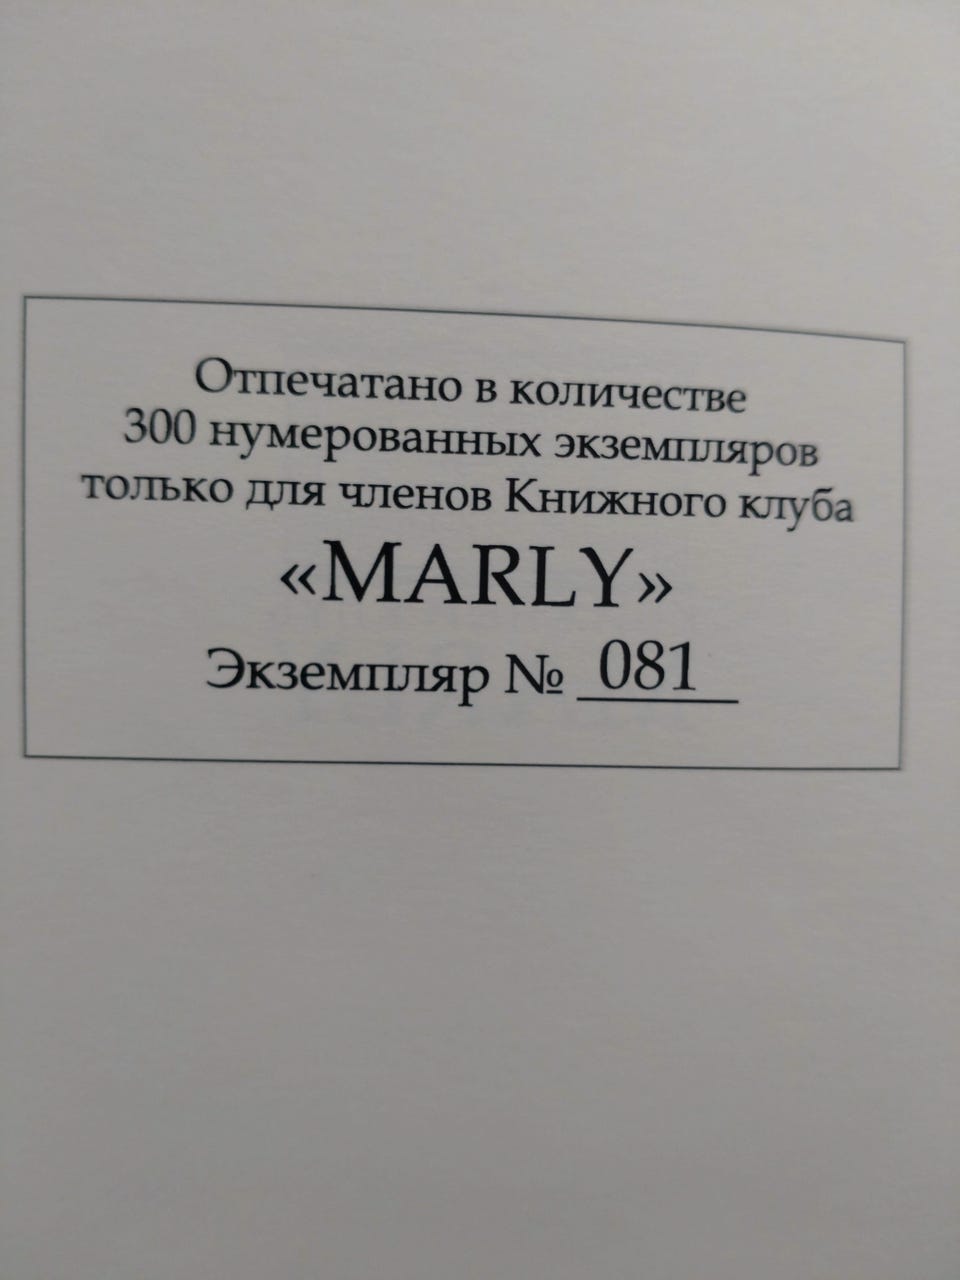 Отпечатано в количестве
300 нумерованных экземпляров
только для членов Книжного клуба
«MARLY»
Экземпляр № 081